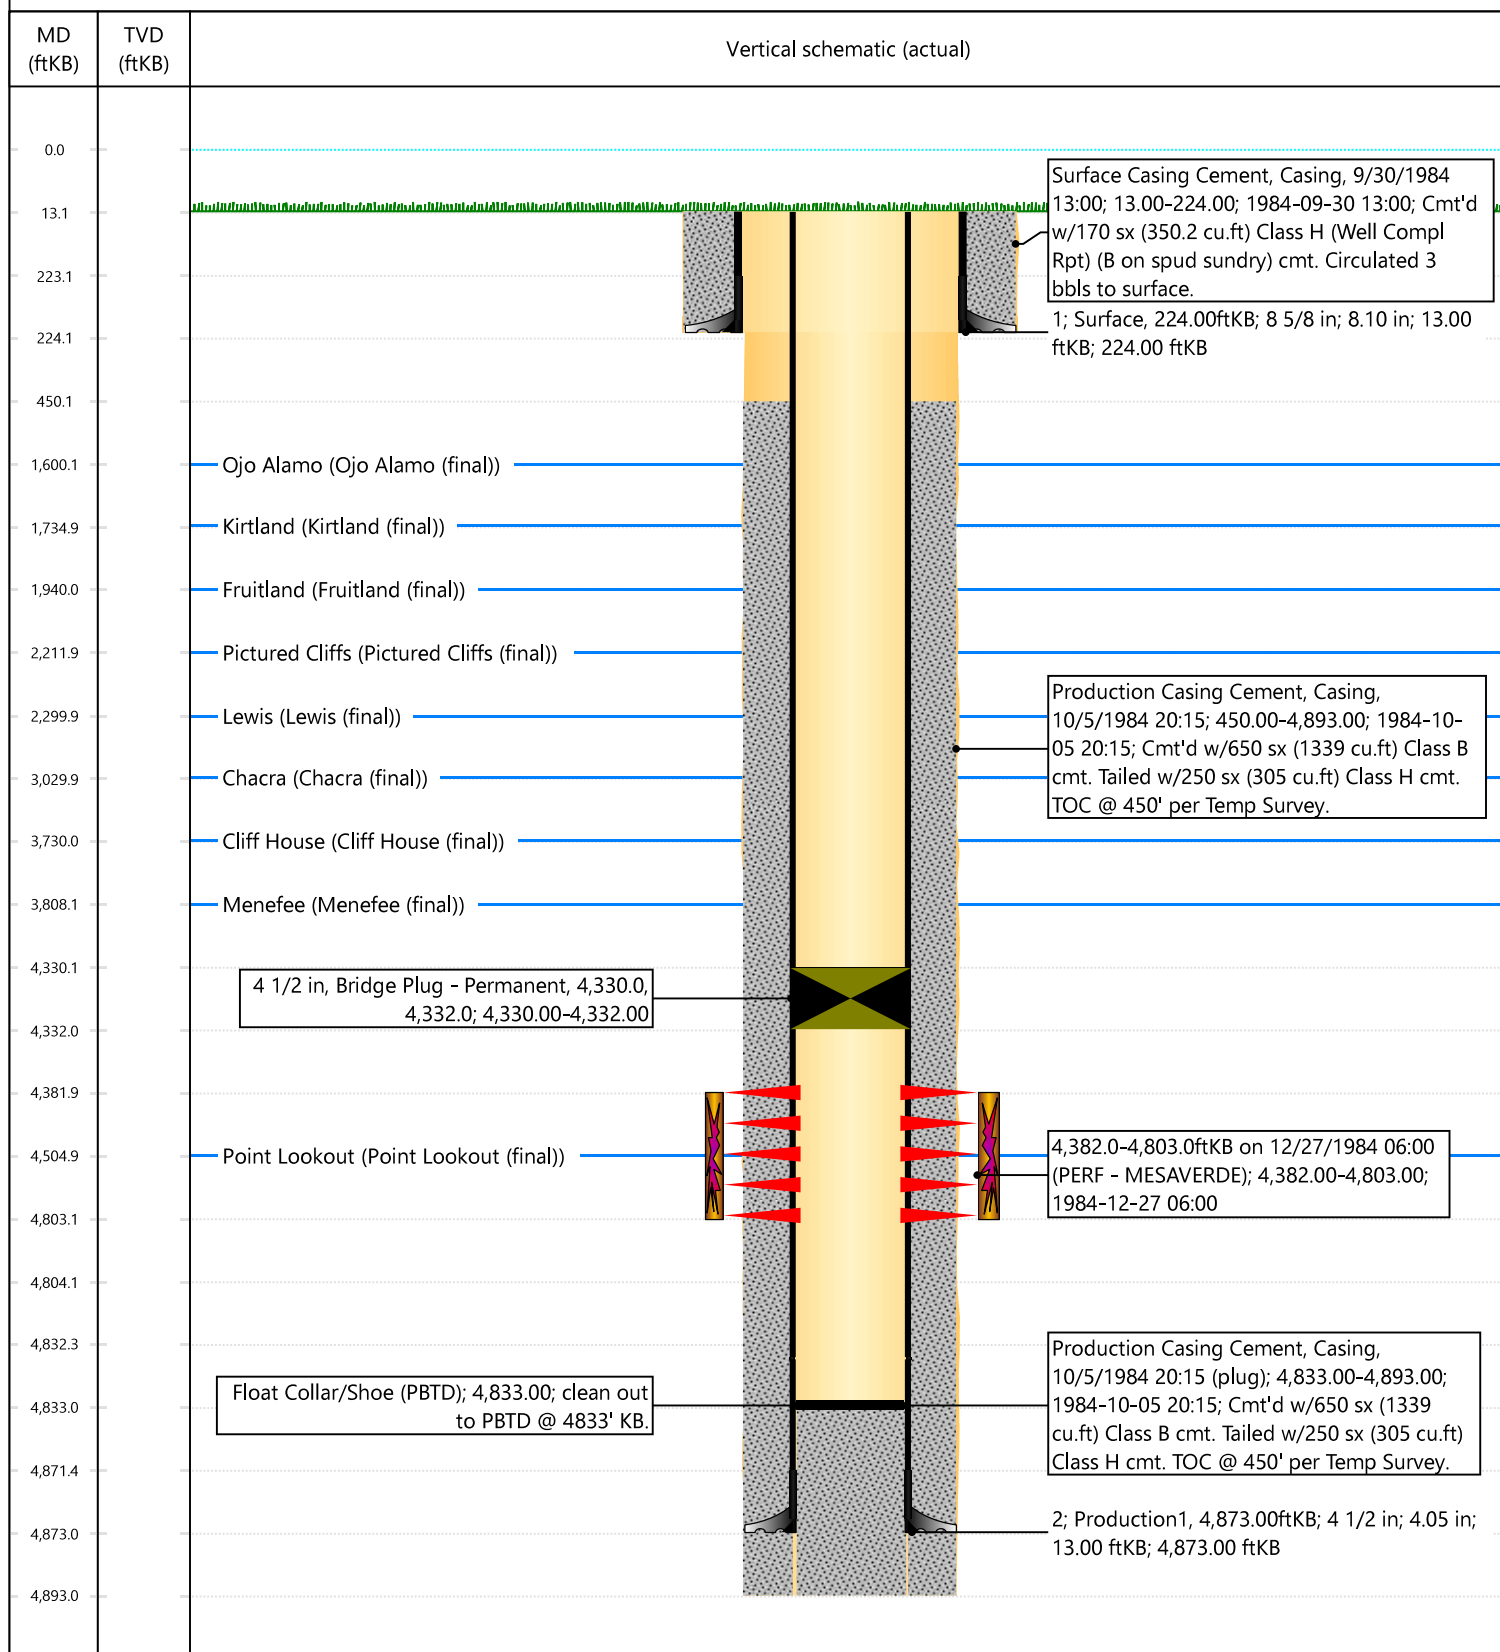 MD
(ftKB)
TVD
(ftKB)
Vertical schematic (actual)
0.0
13.1
223.1
224.1
450.1
1,600.1
1,734.9
1,940.0
2,211.9
2,299.9
3,029.9
3,730.0
3,808.1
4,330.1
4,332.0
4,381.9
4,504.9
4,803.1
4,804.1
4,832.3
4,833.0
4,871.4
4,873.0
4,893.0
Surface Casing Cement, Casing, 9/30/1984
13:00; 13.00-224.00; 1984-09-30 13:00; Cmt'd
w/170 sx (350.2 cu.ft) Class H (Well Compl
Rpt) (B on spud sundry) cmt. Circulated 3
bbls to surface.
1; Surface, 224.00ftKB; 8 5/8 in; 8.10 in; 13.00
ftKB; 224.00 ftKB
Ojo Alamo (Ojo Alamo (final))
Kirtland (Kirtland (final))
Fruitland (Fruitland (final))
Pictured Cliffs (Pictured Cliffs (final))
Lewis (Lewis (final))
Chacra (Chacra (final))
Cliff House (Cliff House (final))
Menefee (Menefee (final))
Production Casing Cement, Casing,
10/5/1984 20:15; 450.00-4,893.00; 1984-10-
05 20:15; Cmt'd w/650 sx (1339 cu.ft) Class B
cmt. Tailed w/250 sx (305 cu.ft) Class H cmt.
TOC @ 450' per Temp Survey.
4 1/2 in, Bridge Plug - Permanent, 4,330.0,
4,332.0; 4,330.00-4,332.00
Point Lookout (Point Lookout (final))
4,382.0-4,803.0ftKB on 12/27/1984 06:00
(PERF - MESAVERDE); 4,382.00-4,803.00;
1984-12-27 06:00
Float Collar/Shoe (PBTD); 4,833.00; clean out
to PBTD @ 4833' KB.
Production Casing Cement, Casing,
10/5/1984 20:15 (plug); 4,833.00-4,893.00;
1984-10-05 20:15; Cmt'd w/650 sx (1339
cu.ft) Class B cmt. Tailed w/250 sx (305 cu.ft)
Class H cmt. TOC @ 450' per Temp Survey.
2; Production1, 4,873.00ftKB; 4 1/2 in; 4.05 in;
13.00 ftKB; 4,873.00 ftKB